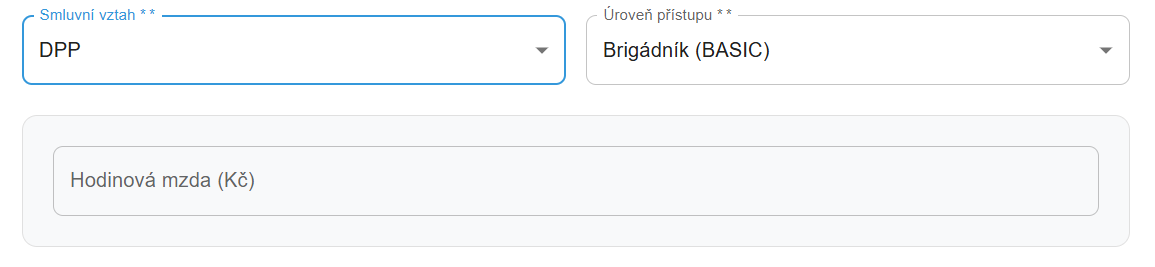 Smluvní vztah * *
Úroveň přístupu * *
DPP
Brigádník (BASIC)
Hodinová mzda (Kč)